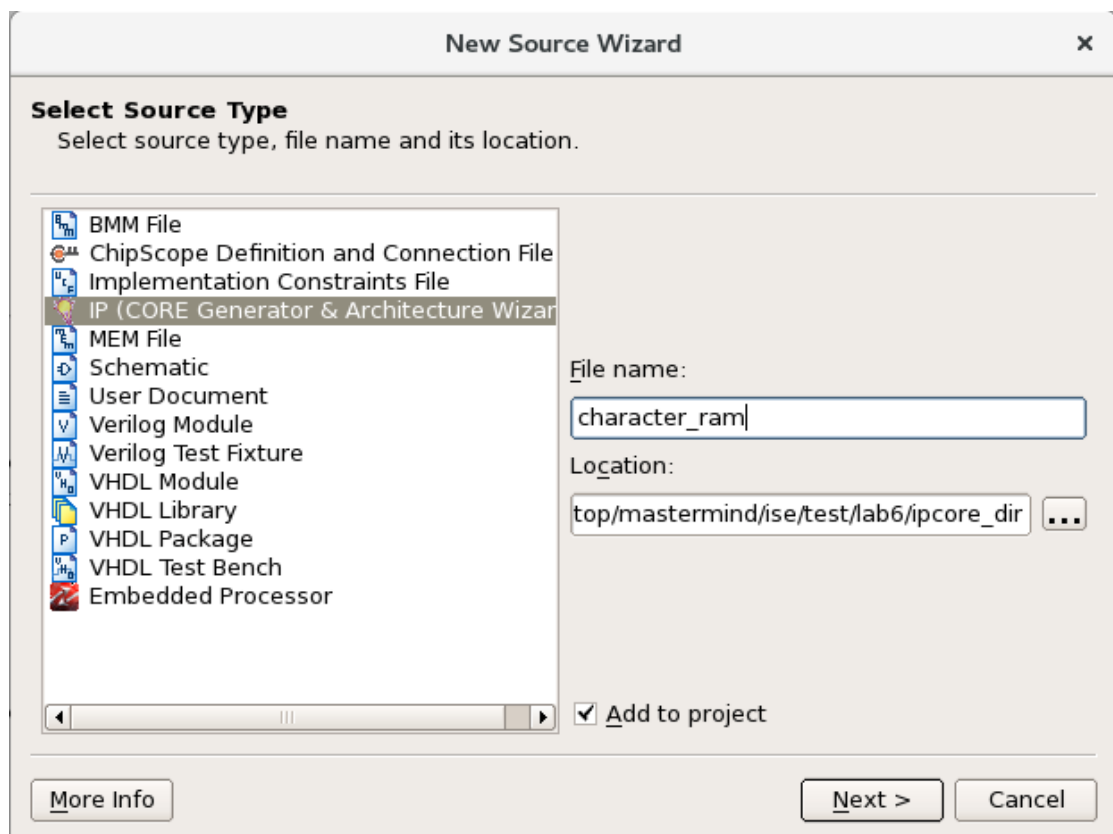 New Source Wizard
Select Source Type
Select source type, file name and its location.
BMM File
ChipScope Definition and Connection File
Implementation Constraints File
IP (CORE Generator & Architecture Wizar
MEM File
Schematic
User Document
Verilog Module
Verilog Test Fixture
VHDL Module
VHDL Library
VHDL Package
VHDL Test Bench
Embedded Processor
File name:
character_ram
Location:
top/mastermind/ise/test/lab6/ipcore_dir
...
Add to project
More Info
Next >
Cancel